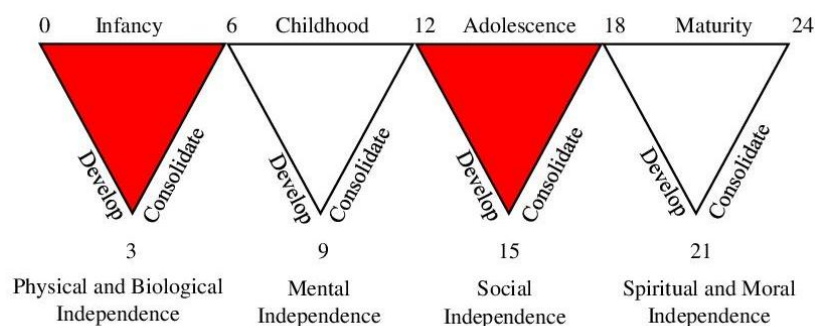 0 Infancy 6 Childhood 12 Adolescence 18 Maturity 24
Develop Consolidate Develop Consolidate Develop Consolidate Develop Consolidate
3 9 15 21
Physical and Biological Mental Social Spiritual and Moral
Independence Independence Independence Independence